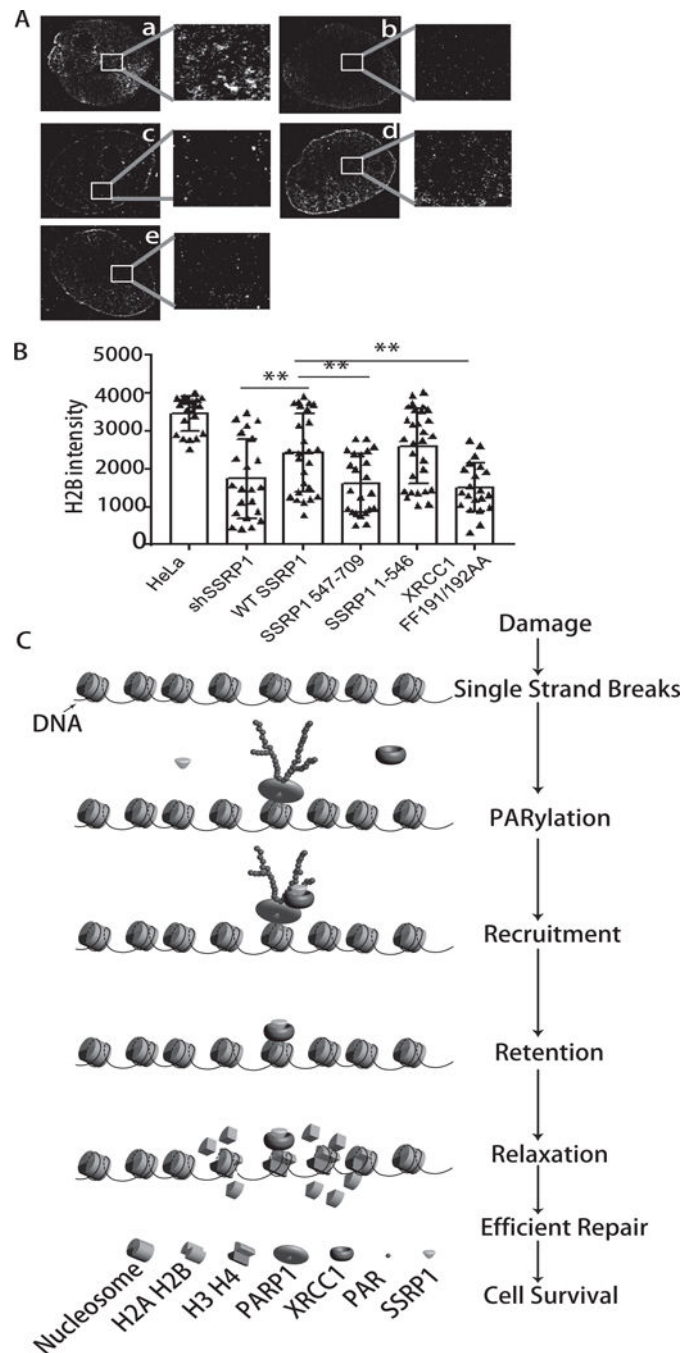 A
a
b
c
d
e
B
H2B intensity
5000
4000
3000
2000
1000
0
** ** **
HeLa
shSSRP1
WT SSRP1
SSRP1 547-709
SSRP1 1-546
XRCC1
FF191/192AA
C
Damage
Single Strand Breaks
DNA
PARylation
Recruitment
Retention
Relaxation
Efficient Repair
Cell Survival
Nucleosome
H2A H2B
H3 H4
PARP1
XRCC1
PAR
SSRP1